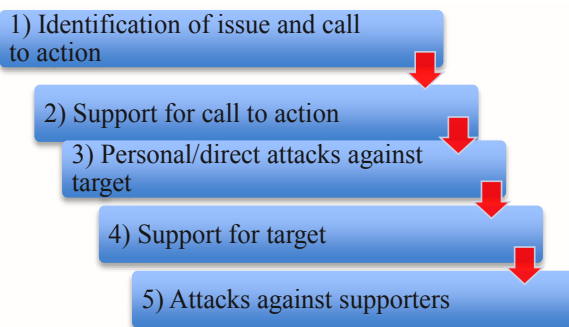 1) Identification of issue and call
to action
2) Support for call to action
3) Personal/direct attacks against
target
4) Support for target
5) Attacks against supporters